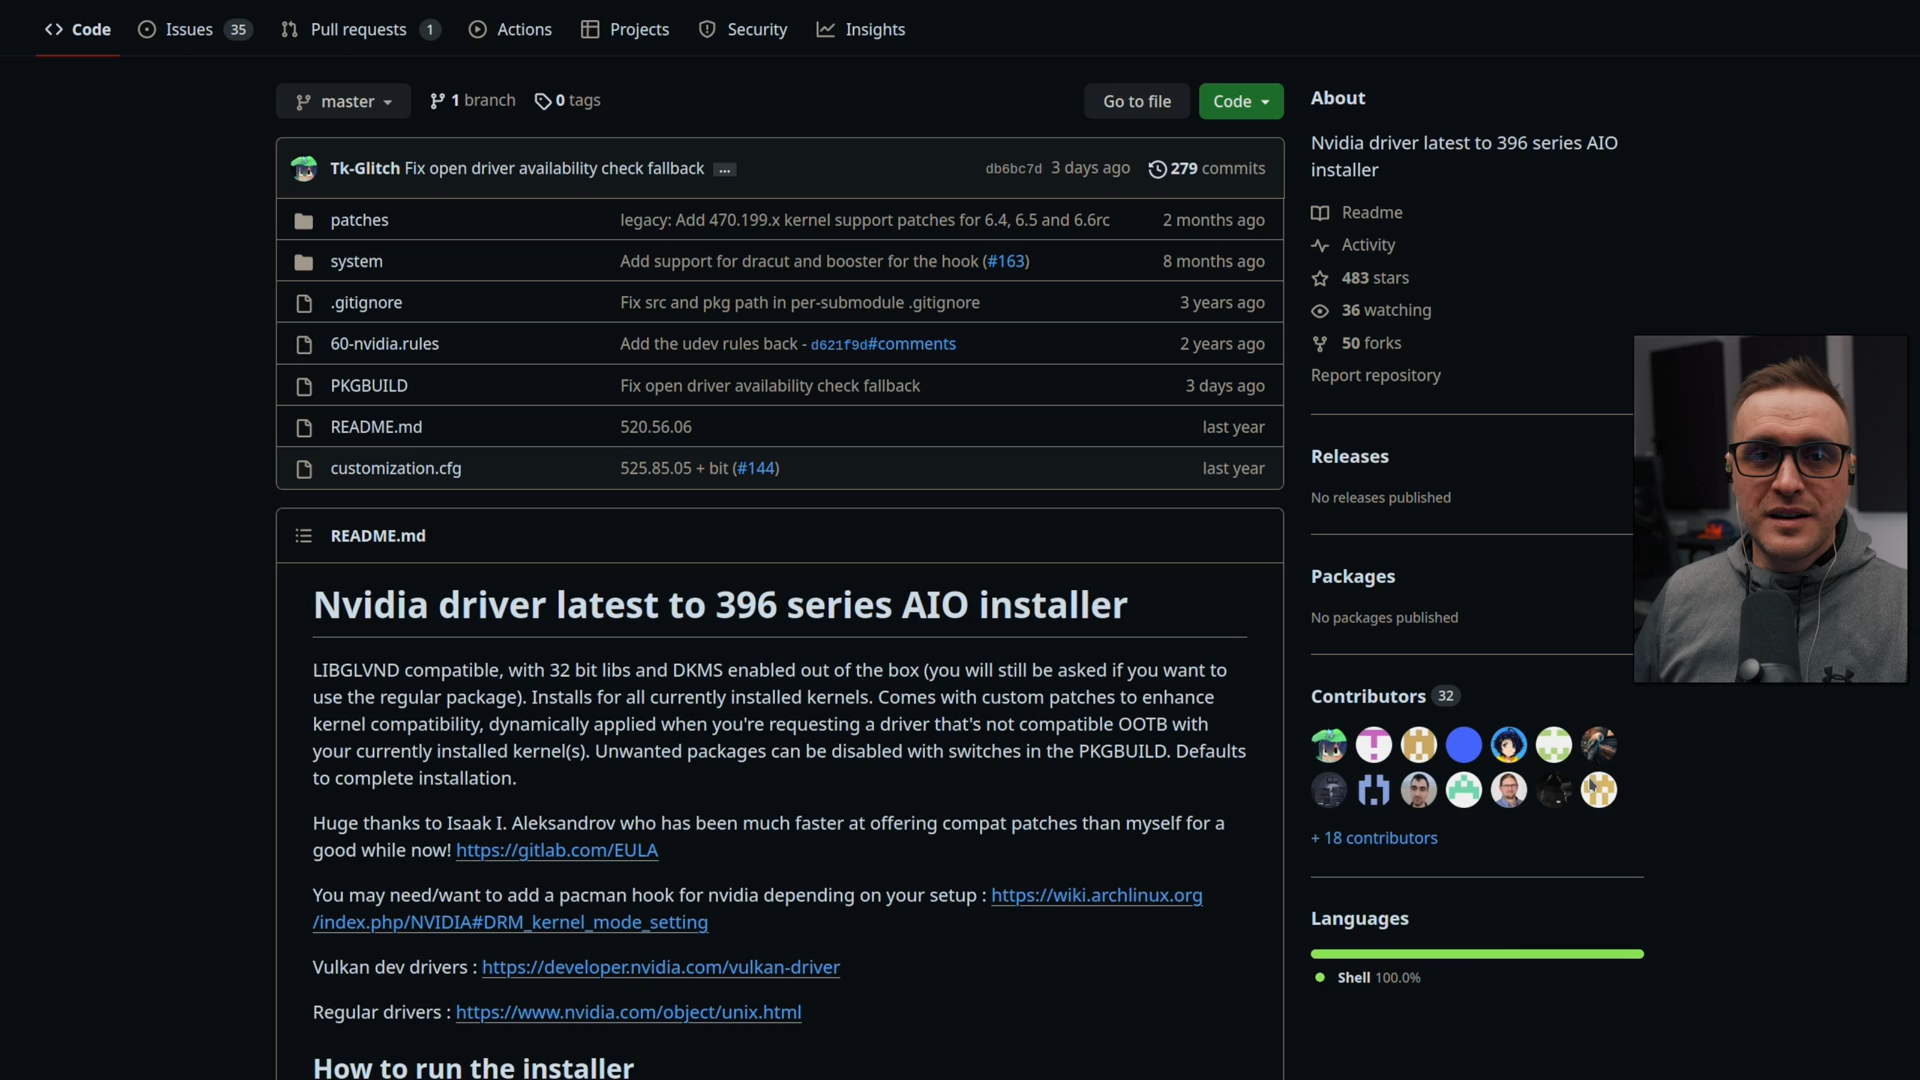 Code
Issues 35
Pull requests 1
Actions
Projects
Security
Insights
master
1 branch
0 tags
Go to file
Code
Tk-Glitch Fix open driver availability check fallback ...
db6bc7d 3 days ago
279 commits
patches
legacy: Add 470.199.x kernel support patches for 6.4, 6.5 and 6.6rc
2 months ago
system
Add support for dracut and booster for the hook (#163)
8 months ago
.gitignore
Fix src and pkg path in per-submodule .gitignore
3 years ago
60-nvidia.rules
Add the udev rules back - d621f9d#comments
2 years ago
PKGBUILD
Fix open driver availability check fallback
3 days ago
README.md
520.56.06
last year
customization.cfg
525.85.05 + bit (#144)
last year
README.md
Nvidia driver latest to 396 series AIO installer
LIBGLVND compatible, with 32 bit libs and DKMS enabled out of the box (you will still be asked if you want to
use the regular package). Installs for all currently installed kernels. Comes with custom patches to enhance
kernel compatibility, dynamically applied when you're requesting a driver that's not compatible OOTB with
your currently installed kernel(s). Unwanted packages can be disabled with switches in the PKGBUILD. Defaults
to complete installation.
Huge thanks to Isaak I. Aleksandrov who has been much faster at offering compat patches than myself for a
good while now! https://gitlab.com/EULA
You may need/want to add a pacman hook for nvidia depending on your setup : https://wiki.archlinux.org
/index.php/NVIDIA#DRM_kernel_mode_setting
Vulkan dev drivers : https://developer.nvidia.com/vulkan-driver
Regular drivers : https://www.nvidia.com/object/unix.html
How to run the installer
About
Nvidia driver latest to 396 series AIO
installer
Readme
Activity
483 stars
36 watching
50 forks
Report repository
Releases
No releases published
Packages
No packages published
Contributors 32
+ 18 contributors
Languages
Shell 100.0%